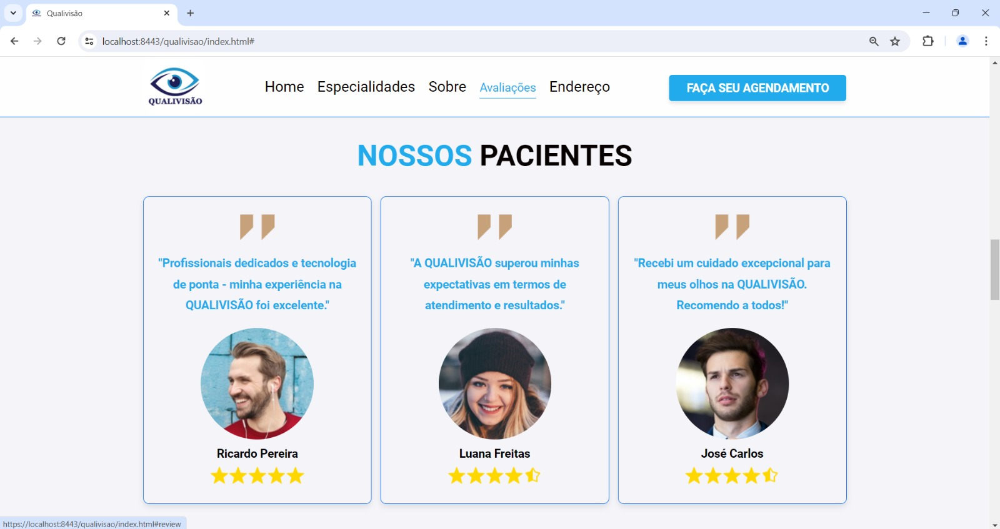 Qualivisão
localhost:8443/qualivisao/index.html#
QUALIVISÃO
Home Especialidades Sobre Avaliações Endereço
FAÇA SEU AGENDAMENTO
NOSSOS PACIENTES
"Profissionais dedicados e tecnologia
de ponta - minha experiência na
QUALIVISÃO foi excelente."
Ricardo Pereira
"A QUALIVISÃO superou minhas
expectativas em termos de
atendimento e resultados."
Luana Freitas
"Recebi um cuidado excepcional para
meus olhos na QUALIVISÃO.
Recomendo a todos!"
José Carlos
https://localhost:8443/qualivisao/index.html#review